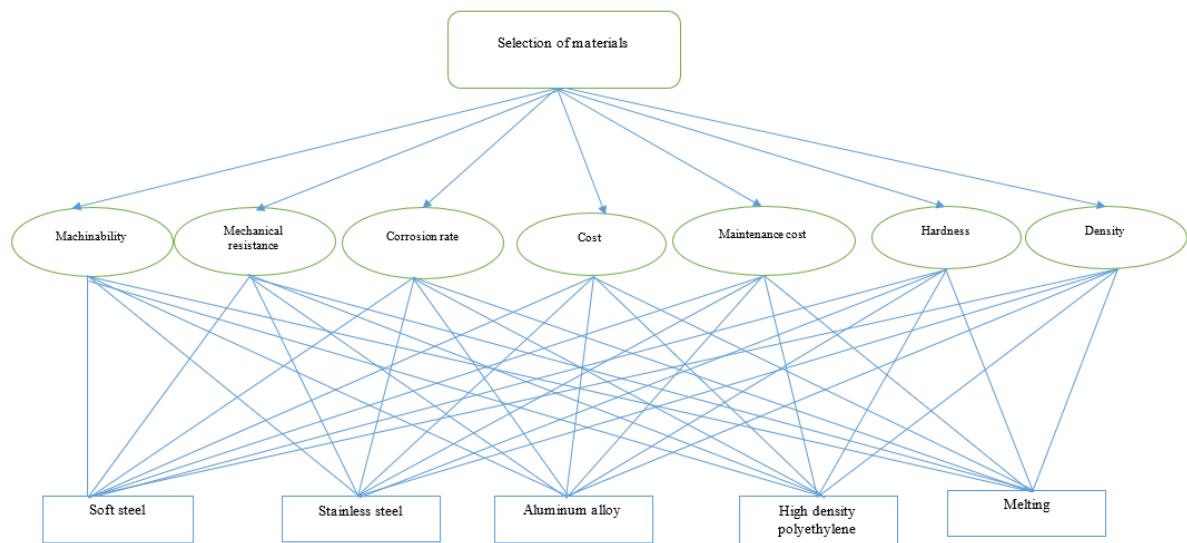 Selection of materials
Machinability
Mechanical
resistance
Corrosion rate
Cost
Maintenance cost
Hardness
Density
Soft steel
Stainless steel
Aluminum alloy
High density
polyethylene
Melting